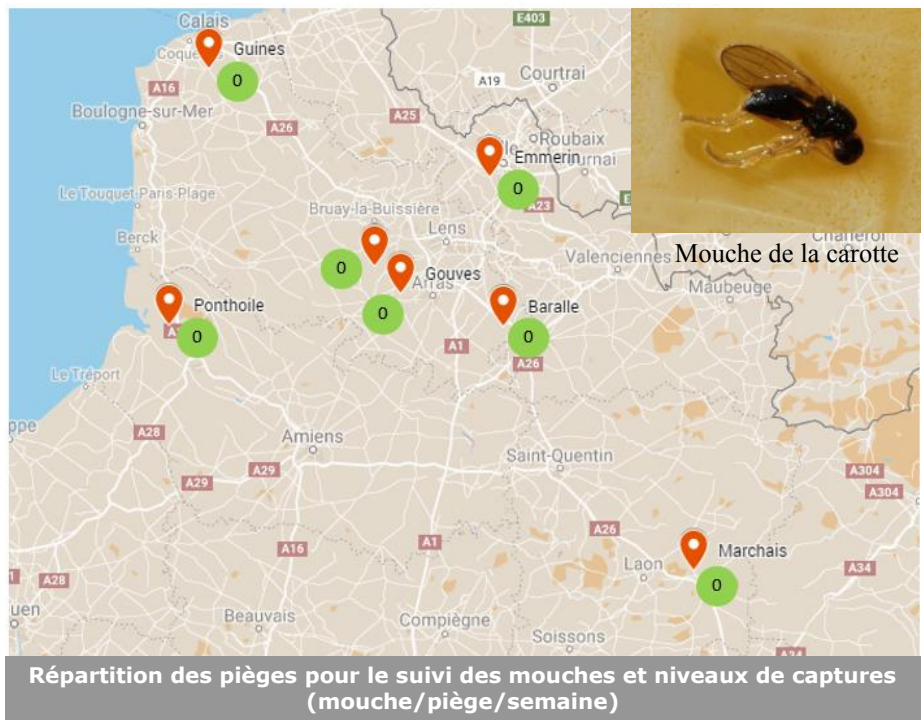 Calais
Guines
Coquelles
0
E403
A16
A19
Courtrai
Boulogne-sur-Mer
A25
A26
Roubaix
Emmerin
Tournai
0
A23
Le Touquet-Paris-Plage
Bruay-la-Buissière
Berck
Lens
Mouche de la carotte
Charleroi
Valenciennes
0
Gouves
Arras
Maubeuge
Ponthoile
Baralle
0
0
0
A1
A26
Le Tréport
A28
Amiens
Saint-Quentin
A29
A29
A304
A304
A26
A16
A1
Marchais
Laon
A34
A28
0
Beauvais
Compiègne
Soissons
Répartition des pièges pour le suivi des mouches et niveaux de captures
(mouche/piège/semaine)